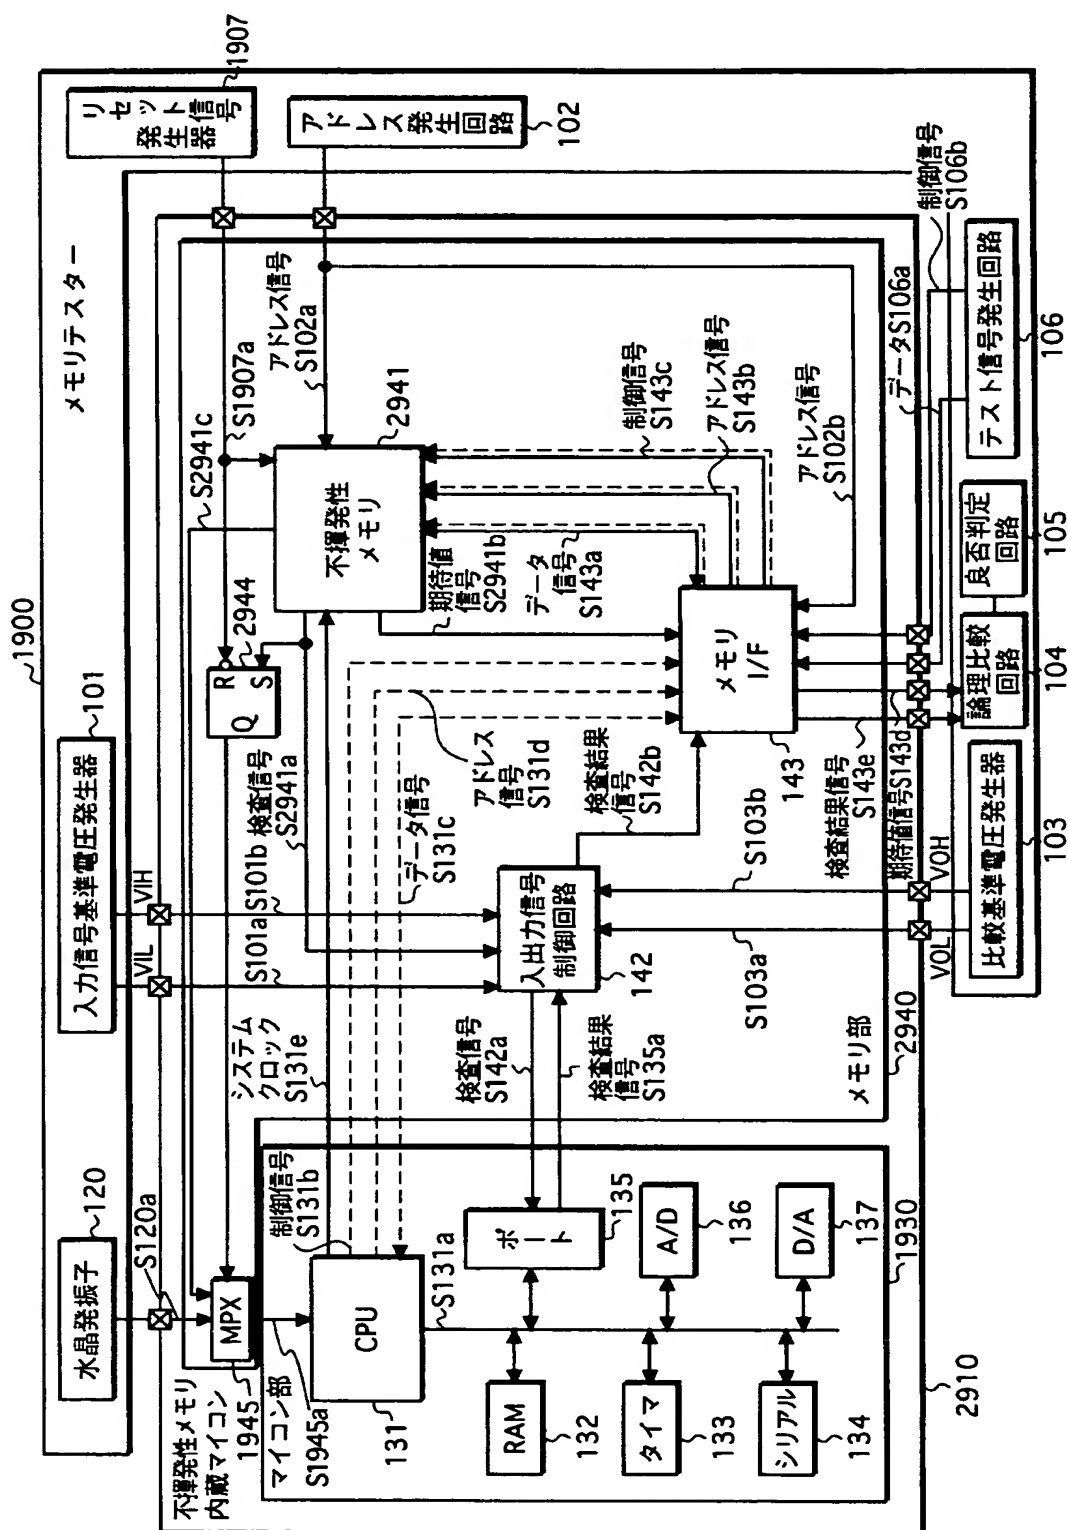 1900
メモリテスター
水晶発振子
120
S120a
入力信号基準電圧発生器
101
VIL
VIH
S101a
S101b
検査信号
S2941a
リセット信号
発生器
1907
アドレス発生回路
102
S2941c
S1907a
アドレス信号
S102a
R
S
Q
2944
不揮発性
メモリ
2941
MPX
1945
不揮発性メモリ
内蔵マイコン
マイコン部
S1945a
システム
クロック
S131e
制御信号
S131b
CPU
131
S131a
データ信号
S131c
アドレス
信号
S131d
期待値
信号
S2941b
データ
信号
S143a
制御信号
S143c
アドレス信号
S143b
アドレス信号
S102b
メモリ
I/F
143
検査結果
信号
S142b
入出力信号
制御回路
142
検査信号
S142a
検査結果
信号
S135a
S103a
S103b
ポート
135
A/D
136
D/A
137
RAM
132
タイマ
133
シリアル
134
1930
メモリ部
2940
2910
VOL
VOH
比較基準電圧発生器
103
検査結果信号
S143e
期待値信号S143d
論理比較
回路
104
良否判定
回路
105
データS106a
制御信号
S106b
テスト信号発生回路
106